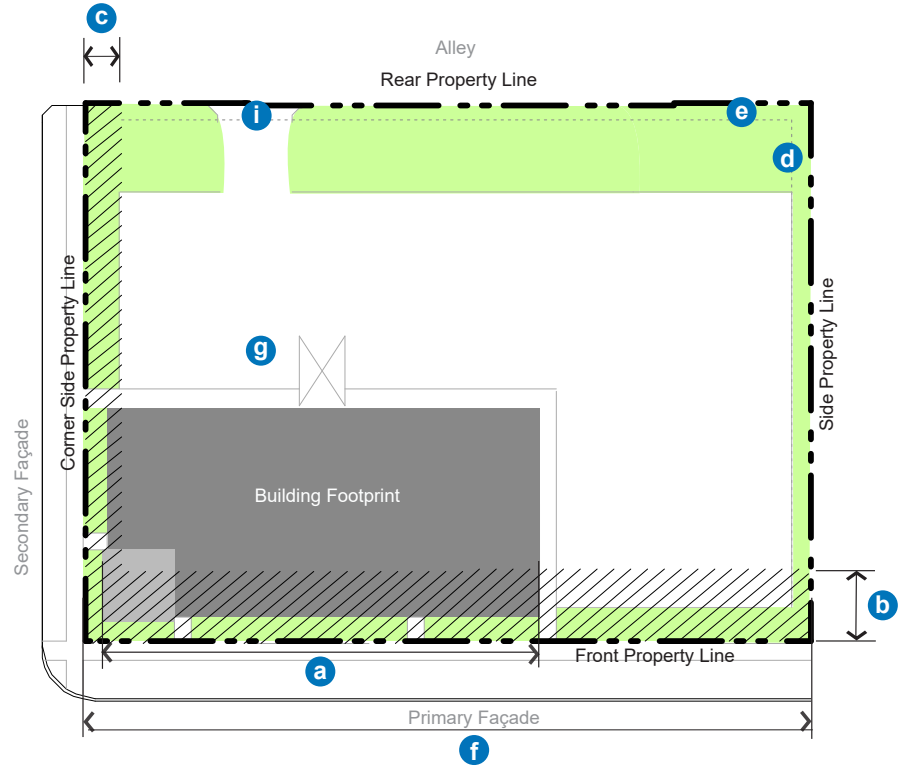 c
Alley
Rear Property Line
i
e
d
Corner Side Property Line
Side Property Line
g
Secondary Façade
Building Footprint
b
Front Property Line
a
Primary Façade
f